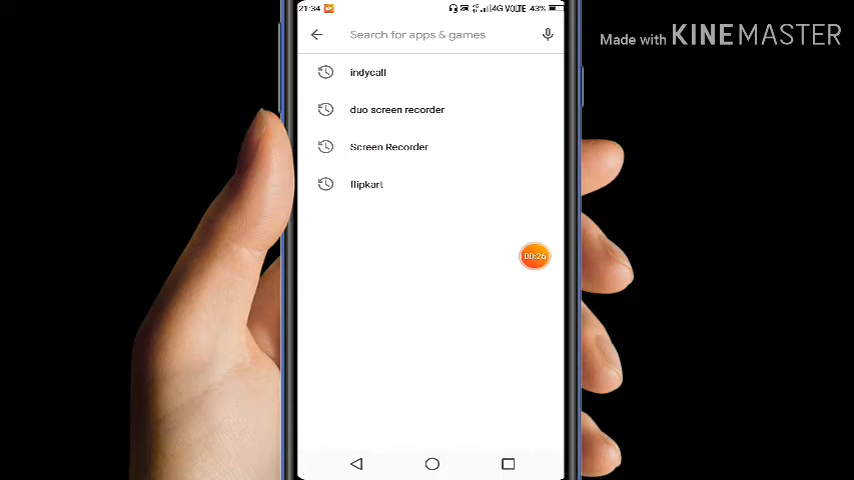 21:34 4G VOLTE 43%
Search for apps & games
Made with KINEMASTER
indycall
duo screen recorder
Screen Recorder
flipkart
00:26